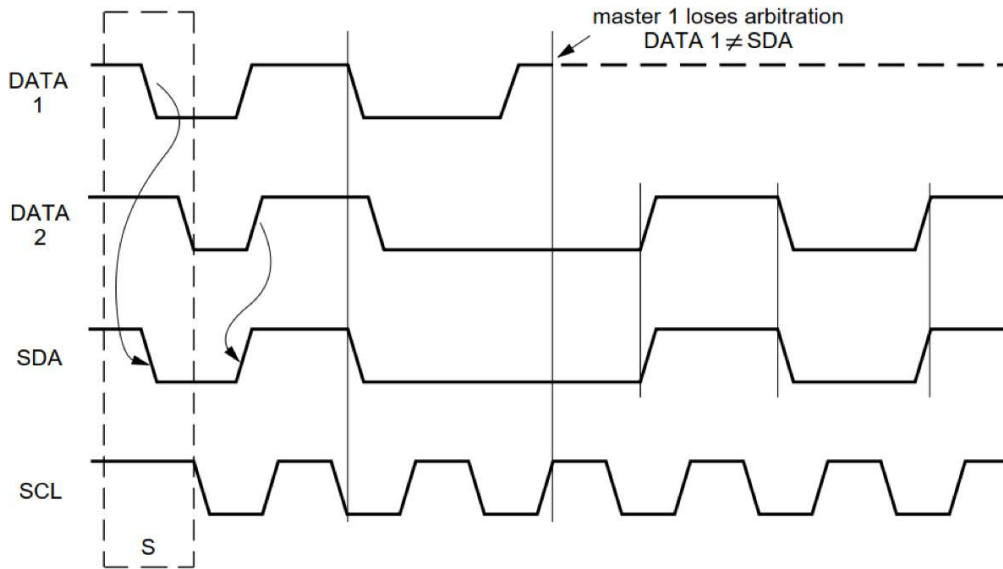 master 1 loses arbitration
DATA 1 ≠ SDA
DATA
1
DATA
2
SDA
SCL
S